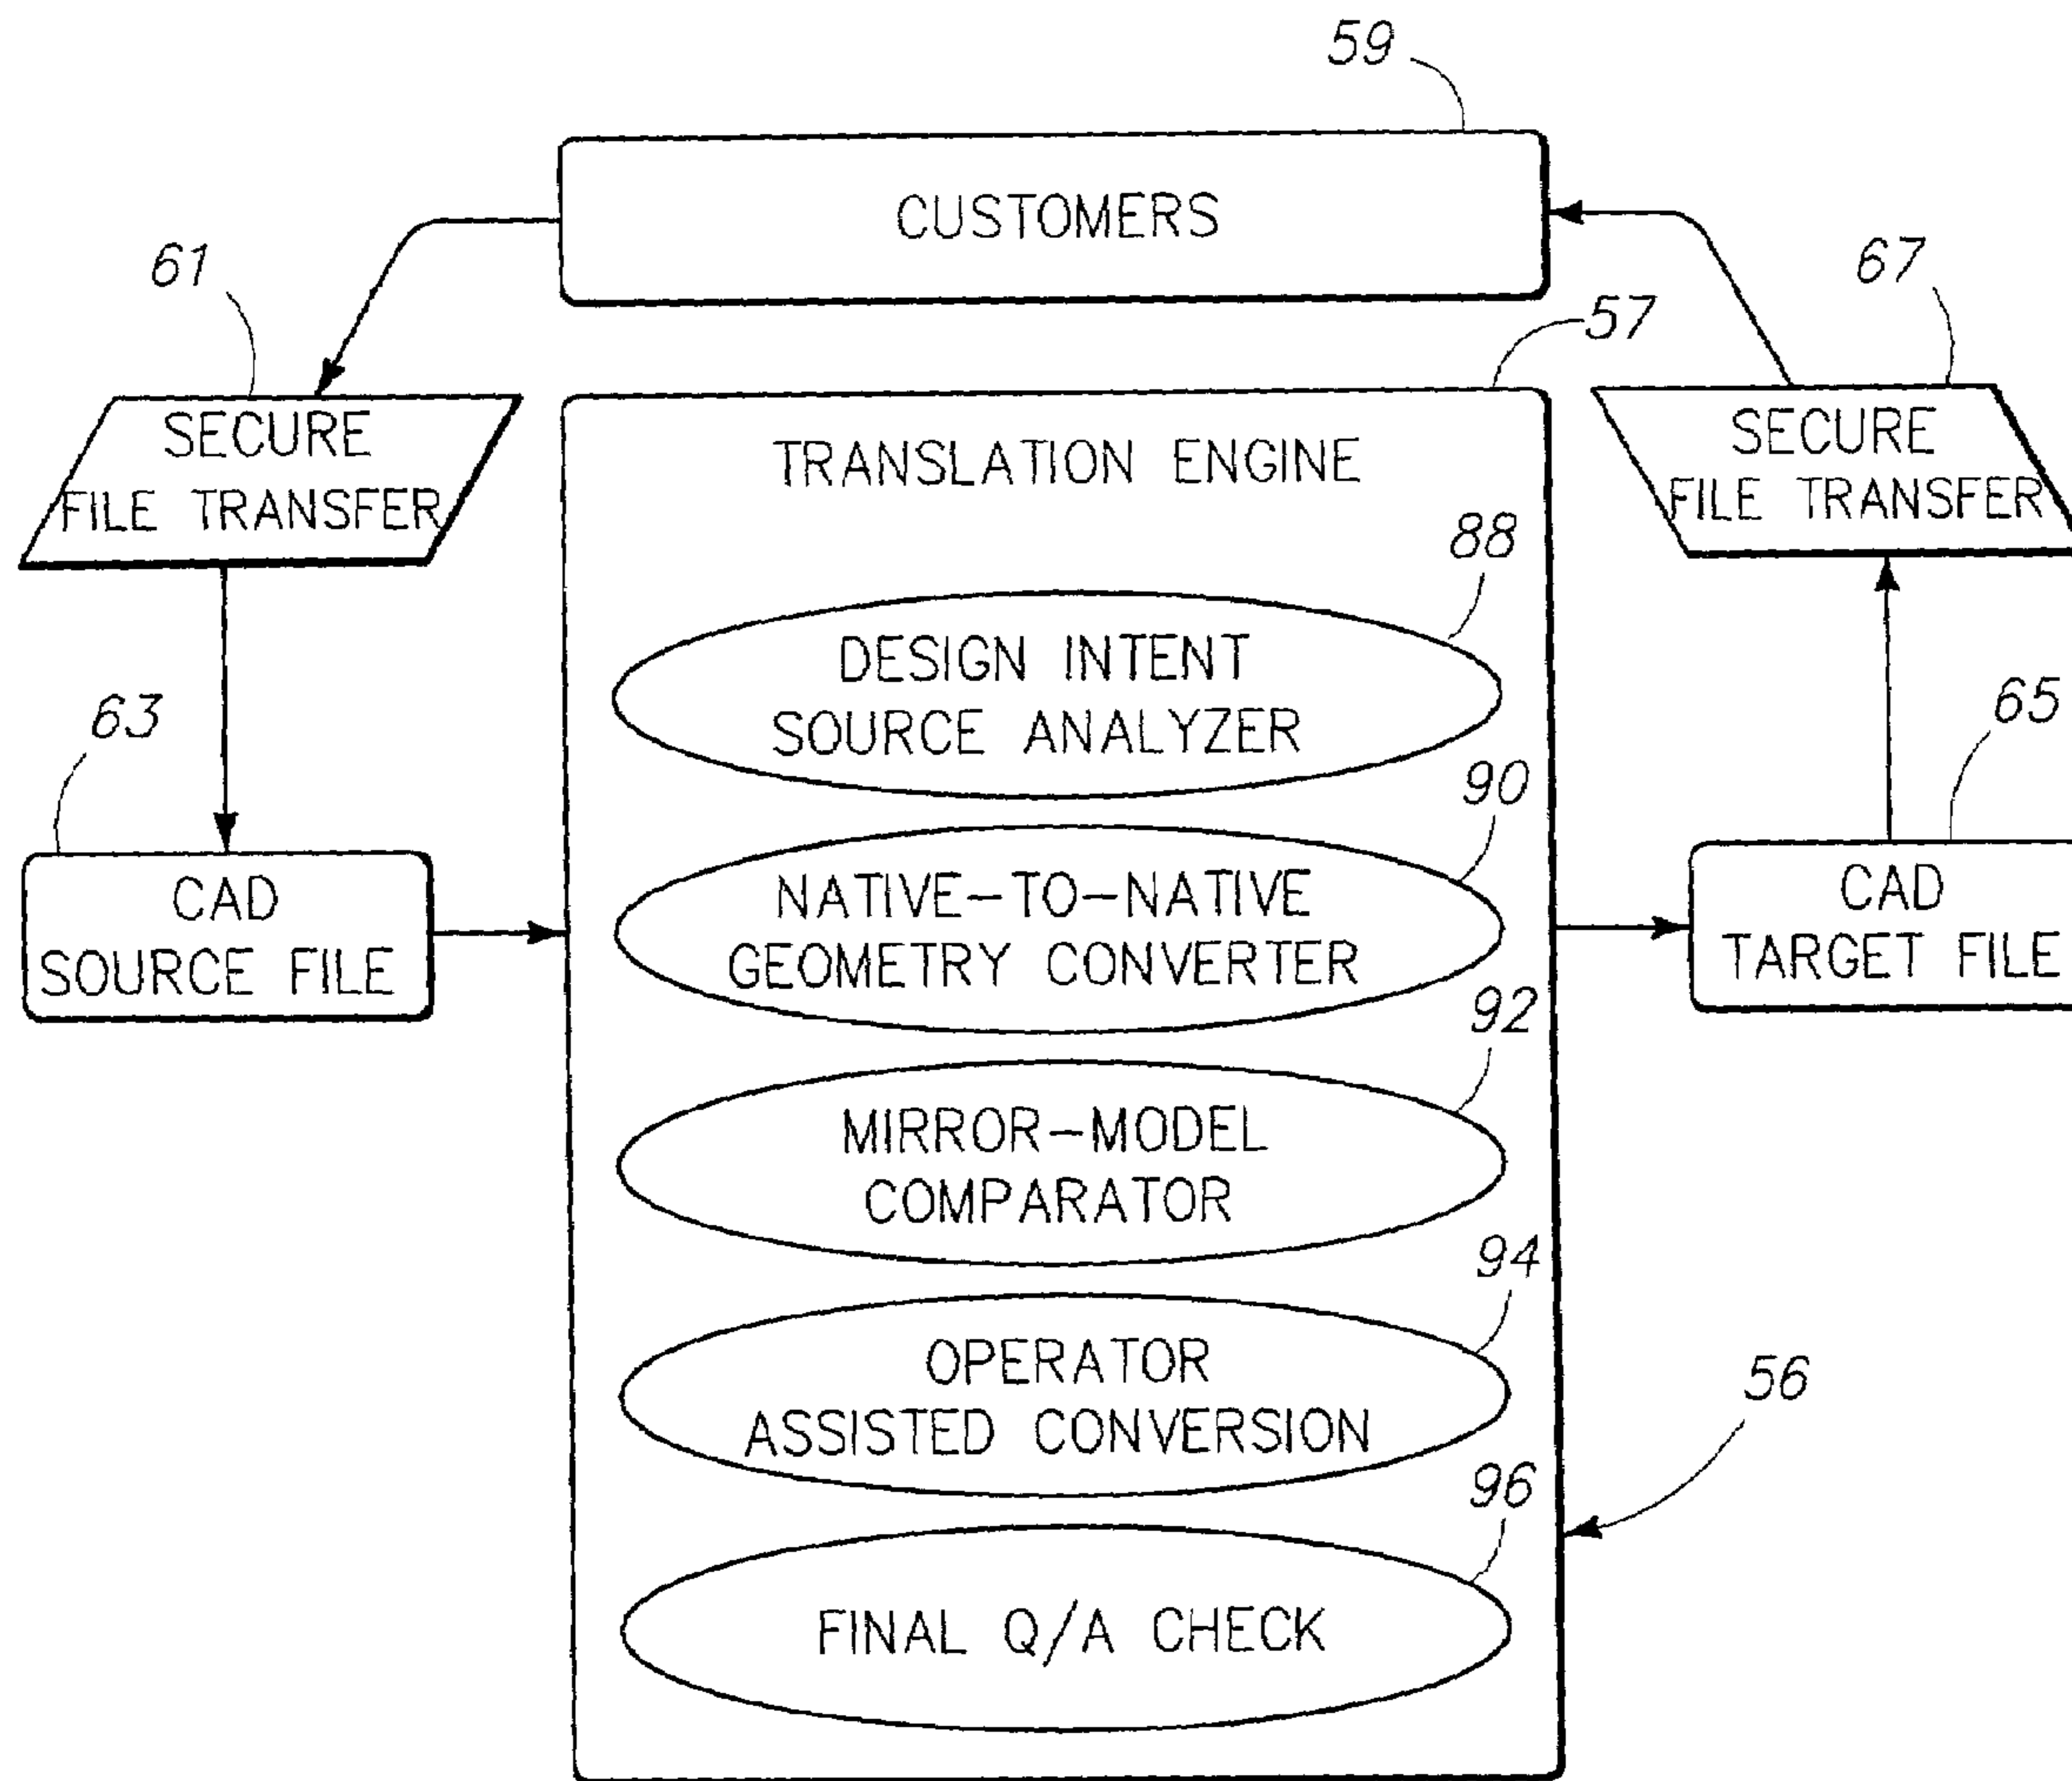 59
CUSTOMERS
61
67
57
SECURE
FILE TRANSFER
SECURE
FILE TRANSFER
TRANSLATION ENGINE
88
DESIGN INTENT
SOURCE ANALYZER
63
65
90
CAD
SOURCE FILE
NATIVE-TO-NATIVE
GEOMETRY CONVERTER
CAD
TARGET FILE
92
MIRROR-MODEL
COMPARATOR
94
OPERATOR
ASSISTED CONVERSION
56
96
FINAL Q/A CHECK